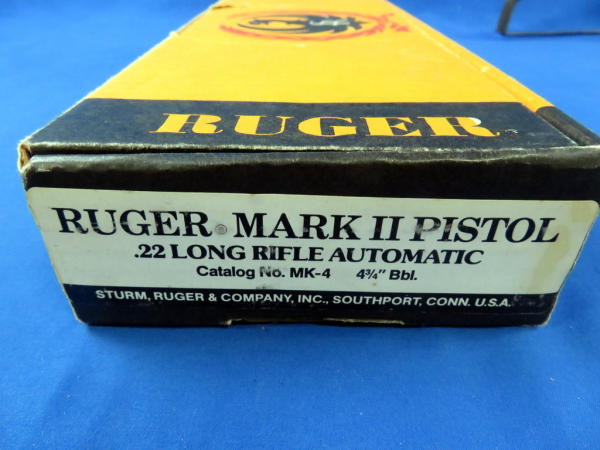 RUGER
RUGER® MARK II PISTOL
.22 LONG RIFLE AUTOMATIC
Catalog No. MK-4 4¾" Bbl.
STURM, RUGER & COMPANY, INC., SOUTHPORT, CONN. U.S.A.